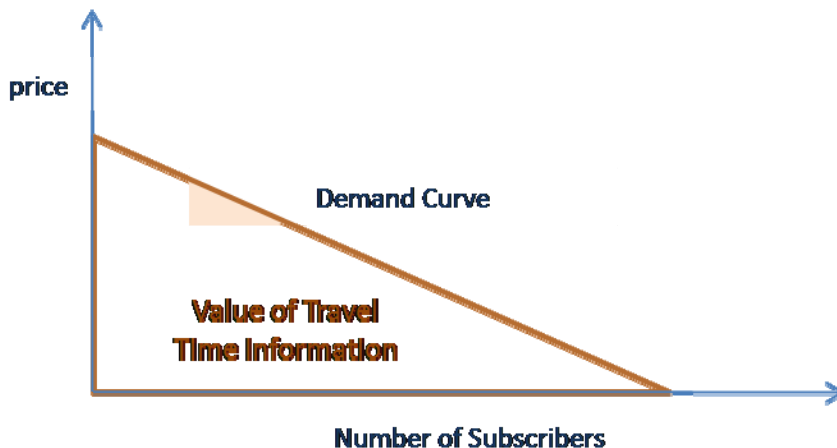 price
Demand Curve
Value of Travel
Time Information
Number of Subscribers